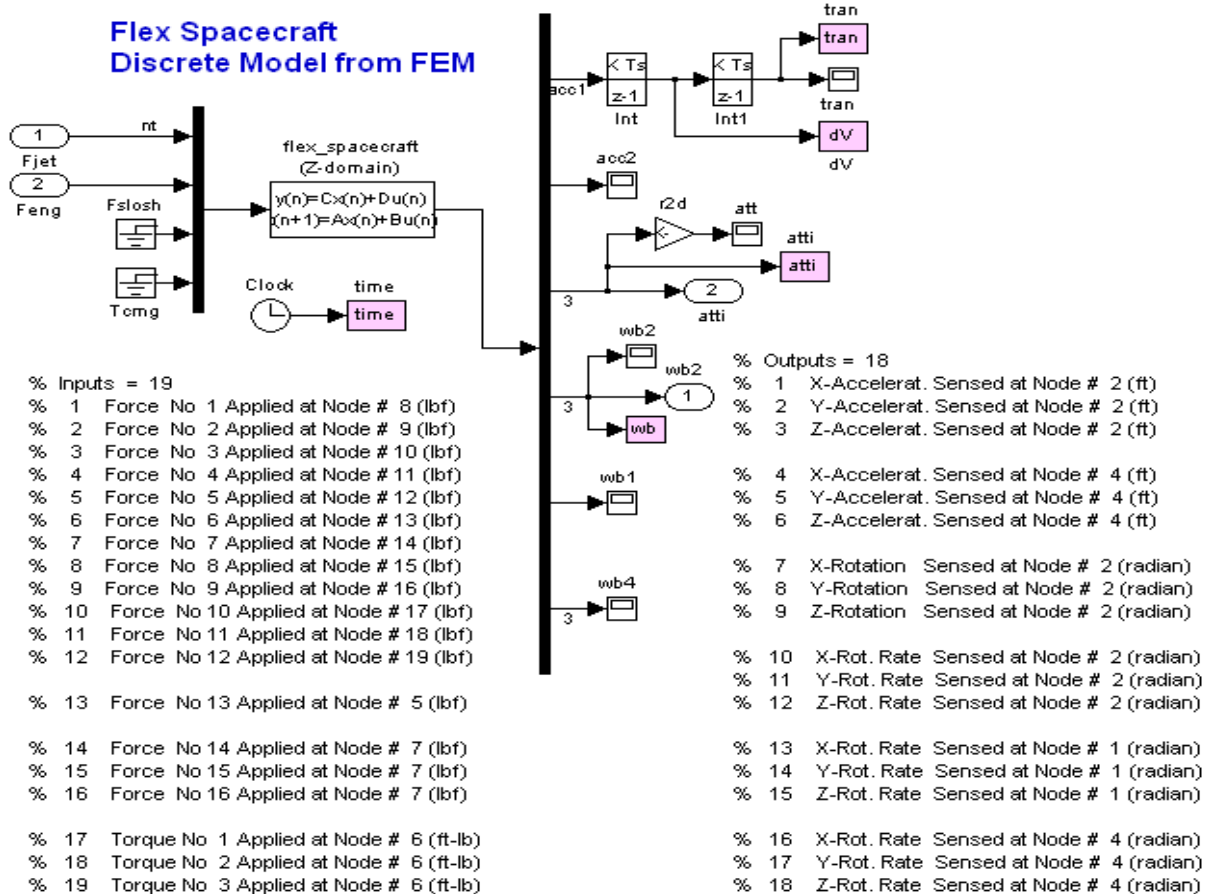 Flex Spacecraft
Discrete Model from FEM
1
Fjet
2
Feng
nt
Fslosh
Tcmg
flex_spacecraft
(Z-domain)
y(n)=Cx(n)+Du(n)
(n+1)=Ax(n)+Bu(n)
Clock
time
time
acc1
Ts
z-1
Int
Ts
z-1
Int1
tran
tran
tran
dV
dV
acc2
r2d
att
atti
atti
3
2
atti
wb2
wb2
3
1
wb
wb1
wb4
3
% Inputs = 19
% 1 Force No 1 Applied at Node # 8 (lbf)
% 2 Force No 2 Applied at Node # 9 (lbf)
% 3 Force No 3 Applied at Node # 10 (lbf)
% 4 Force No 4 Applied at Node # 11 (lbf)
% 5 Force No 5 Applied at Node # 12 (lbf)
% 6 Force No 6 Applied at Node # 13 (lbf)
% 7 Force No 7 Applied at Node # 14 (lbf)
% 8 Force No 8 Applied at Node # 15 (lbf)
% 9 Force No 9 Applied at Node # 16 (lbf)
% 10 Force No 10 Applied at Node # 17 (lbf)
% 11 Force No 11 Applied at Node # 18 (lbf)
% 12 Force No 12 Applied at Node # 19 (lbf)
% 13 Force No 13 Applied at Node # 5 (lbf)
% 14 Force No 14 Applied at Node # 7 (lbf)
% 15 Force No 15 Applied at Node # 7 (lbf)
% 16 Force No 16 Applied at Node # 7 (lbf)
% 17 Torque No 1 Applied at Node # 6 (ft-lb)
% 18 Torque No 2 Applied at Node # 6 (ft-lb)
% 19 Torque No 3 Applied at Node # 6 (ft-lb)
% Outputs = 18
% 1 X-Accelerat. Sensed at Node # 2 (ft)
% 2 Y-Accelerat. Sensed at Node # 2 (ft)
% 3 Z-Accelerat. Sensed at Node # 2 (ft)
% 4 X-Accelerat. Sensed at Node # 4 (ft)
% 5 Y-Accelerat. Sensed at Node # 4 (ft)
% 6 Z-Accelerat. Sensed at Node # 4 (ft)
% 7 X-Rotation Sensed at Node # 2 (radian)
% 8 Y-Rotation Sensed at Node # 2 (radian)
% 9 Z-Rotation Sensed at Node # 2 (radian)
% 10 X-Rot. Rate Sensed at Node # 2 (radian)
% 11 Y-Rot. Rate Sensed at Node # 2 (radian)
% 12 Z-Rot. Rate Sensed at Node # 2 (radian)
% 13 X-Rot. Rate Sensed at Node # 1 (radian)
% 14 Y-Rot. Rate Sensed at Node # 1 (radian)
% 15 Z-Rot. Rate Sensed at Node # 1 (radian)
% 16 X-Rot. Rate Sensed at Node # 4 (radian)
% 17 Y-Rot. Rate Sensed at Node # 4 (radian)
% 18 Z-Rot. Rate Sensed at Node # 4 (radian)